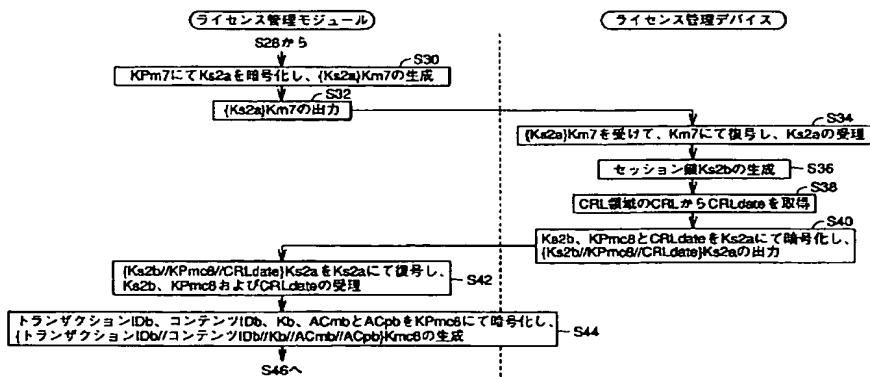 ライセンス管理モジュール
ライセンス管理デバイス
S28から
S30
KPm7にてKs2aを暗号化し、{Ks2a}Km7の生成
S32
{Ks2a}Km7の出力
S34
{Ks2a}Km7を受けて、Km7にて復号し、Ks2aの受理
セッション鍵Ks2bの生成
S36
S38
CRL領域のCRLからCRLdateを取得
S40
Ks2b、KPmc8とCRLdateをKs2aにて暗号化し、
{Ks2b//KPmc8//CRLdate}Ks2aの出力
{Ks2b//KPmc8//CRLdate}Ks2aをKs2aにて復号し、
Ks2b、KPmc8およびCRLdateの受理
S42
トランザクションIDb、コンテンツIDb、Kb、ACmbとACpbをKPmc8にて暗号化し、
{トランザクションIDb//コンテンツIDb//Kb//ACmb//ACpb}Kmc8の生成
S44
S46へ